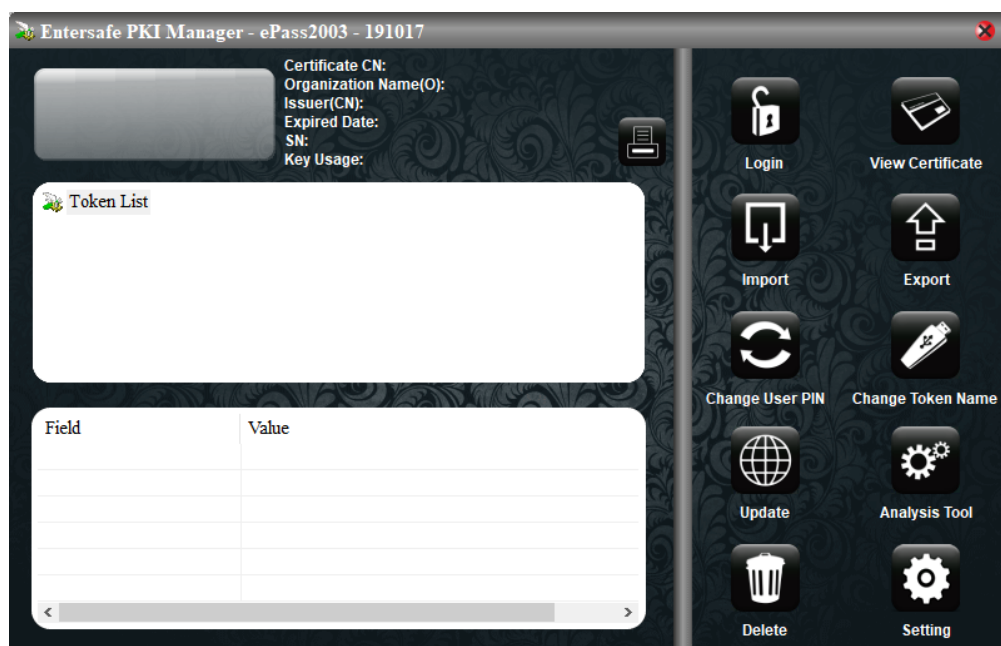 Entersafe PKI Manager - ePass2003 - 191017
Certificate CN:
Organization Name(O):
Issuer(CN):
Expired Date:
SN:
Key Usage:
Token List
Field Value
Login View Certificate
Import Export
Change User PIN Change Token Name
Update Analysis Tool
Delete Setting